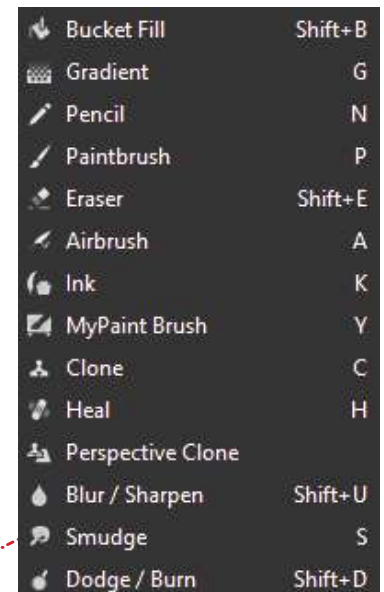 Bucket Fill Shift+B
Gradient G
Pencil N
Paintbrush P
Eraser Shift+E
Airbrush A
Ink K
MyPaint Brush Y
Clone C
Heal H
Perspective Clone
Blur / Sharpen Shift+U
Smudge S
Dodge / Burn Shift+D